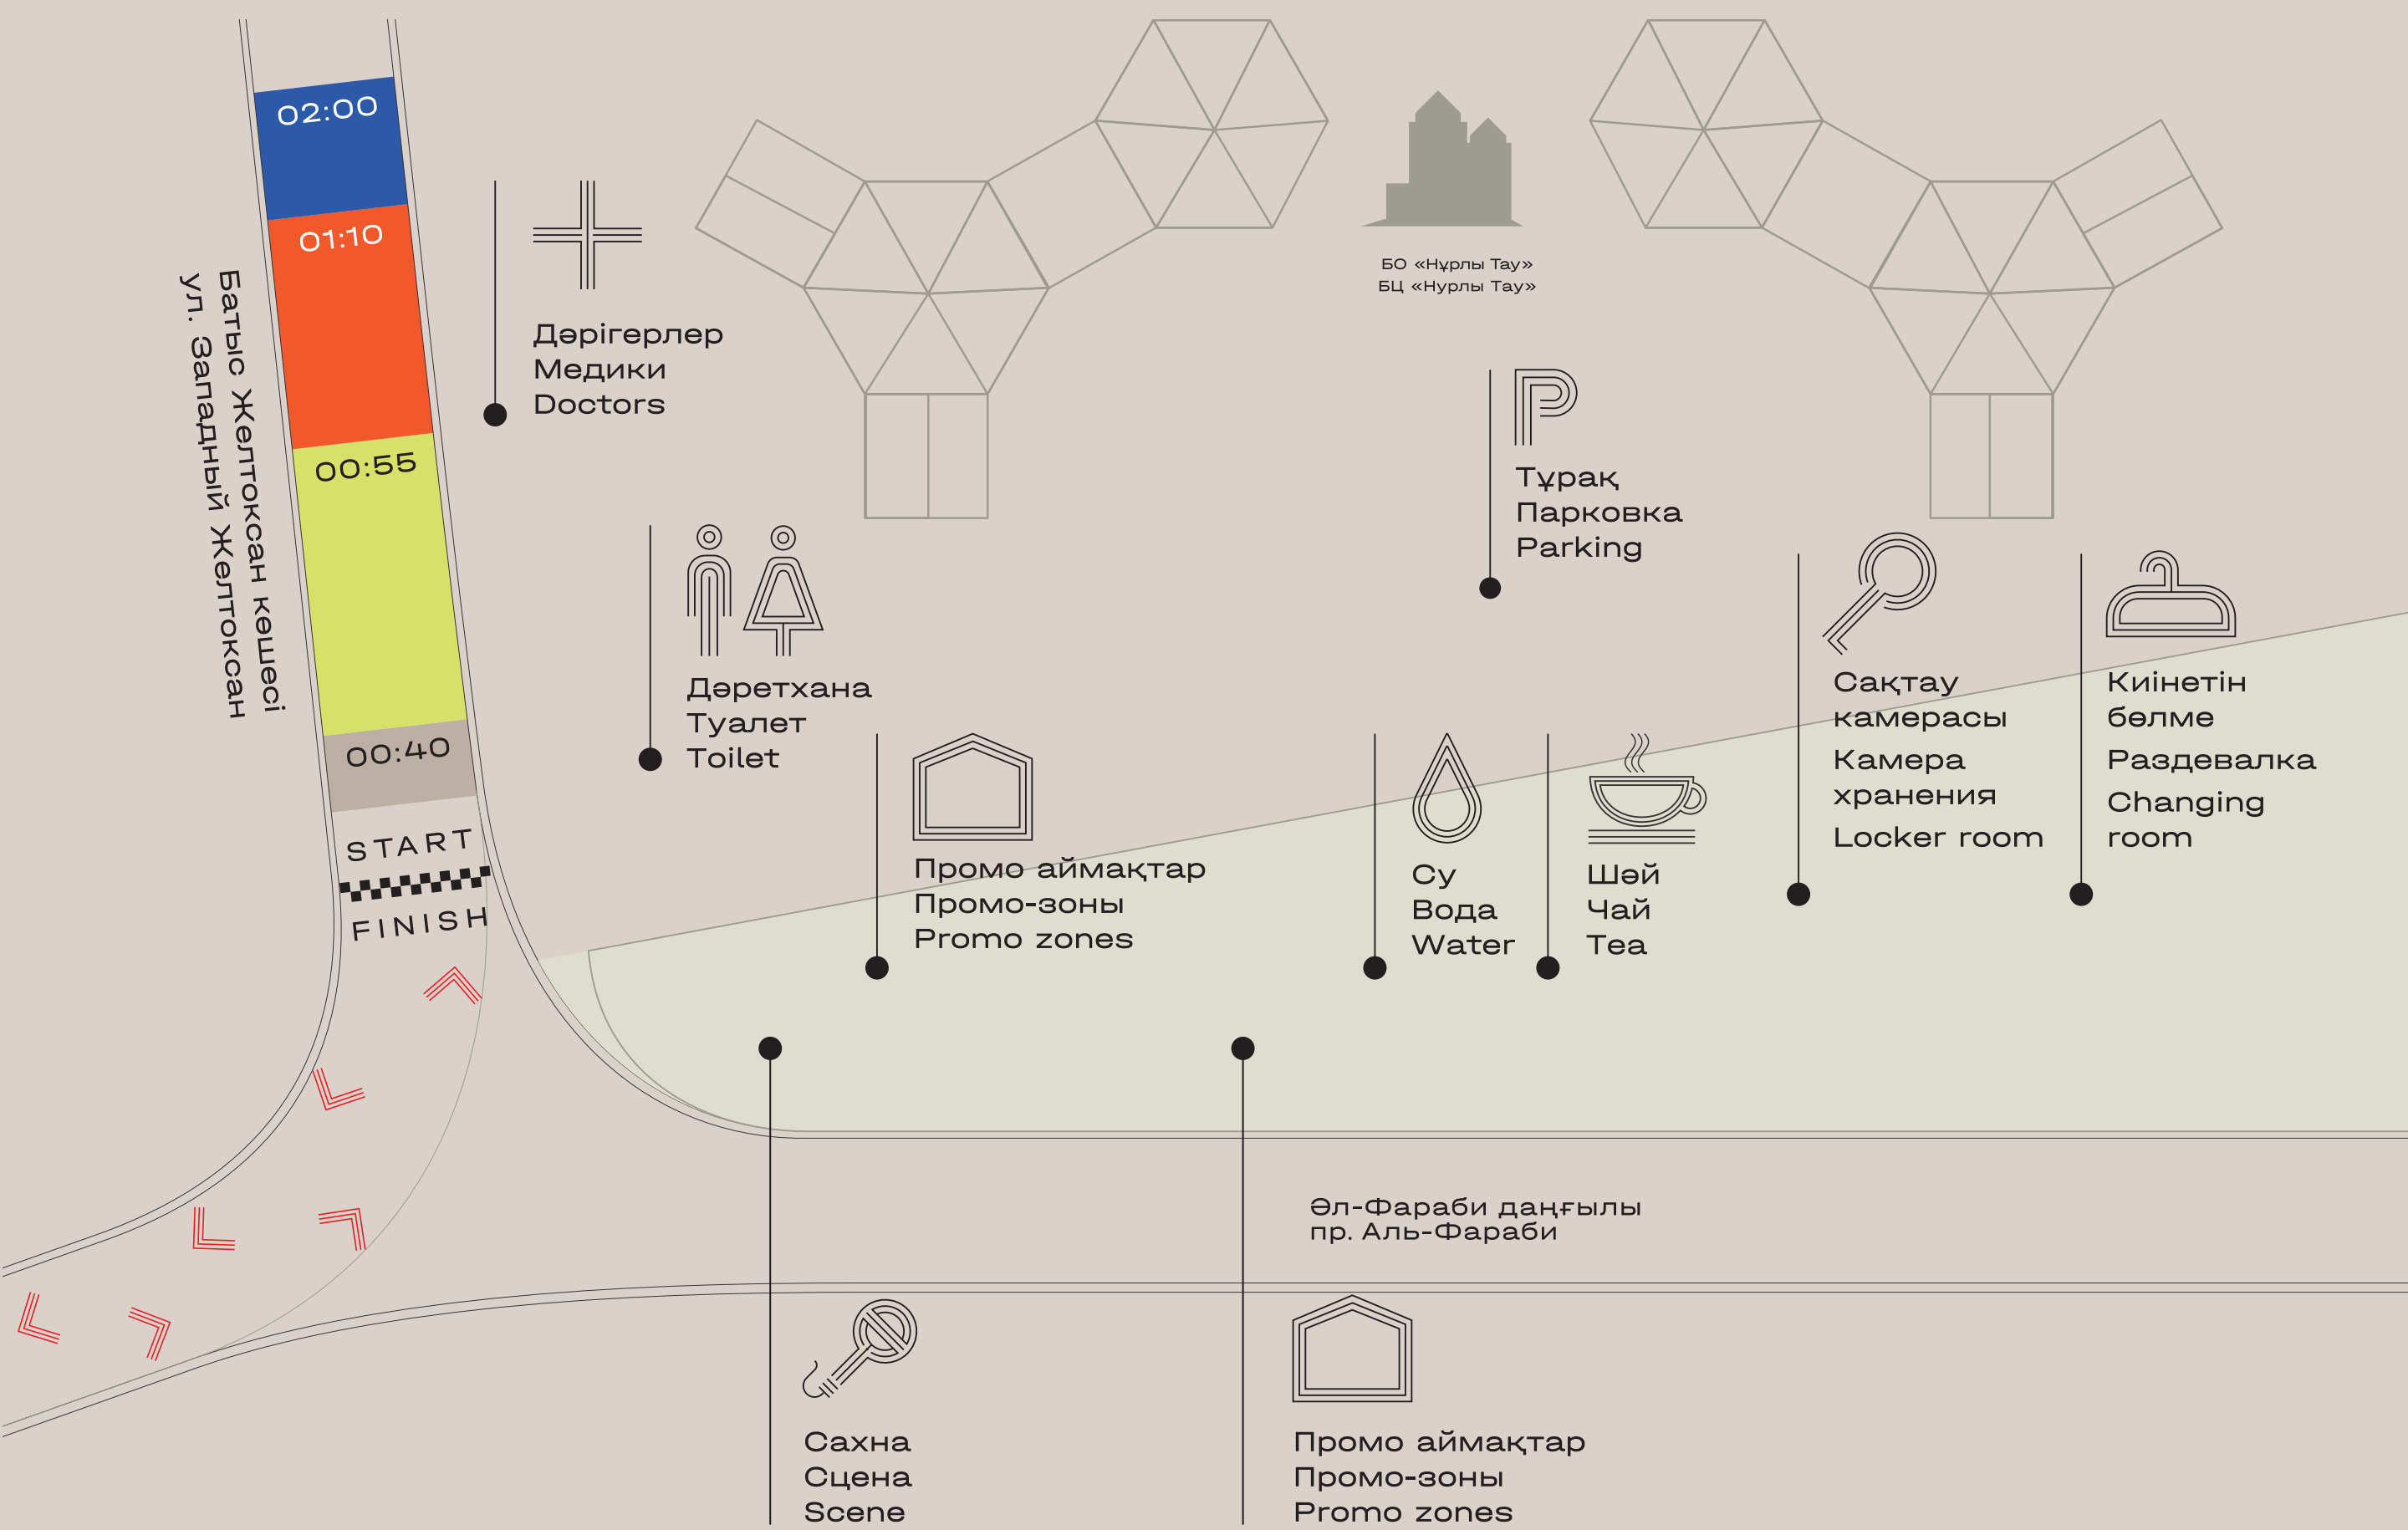 02:00
01:10
00:55
00:40
START
FINISH
Батыс Желтоксан көшесі
ул. Западный Желтоксан
Дәрігерлер
Медики
Doctors
БО «Нұрлы Тау»
БЦ «Нурлы Тау»
Тұрақ
Парковка
Parking
Дәретхана
Туалет
Toilet
Промо аймақтар
Промо-зоны
Promo zones
Су
Вода
Water
Шәй
Чай
Tea
Сақтау
камерасы
Камера
хранения
Locker room
Киінетін
бөлме
Раздевалка
Changing
room
Әл-Фараби даңғылы
пр. Аль-Фараби
Сахна
Сцена
Scene
Промо аймақтар
Промо-зоны
Promo zones